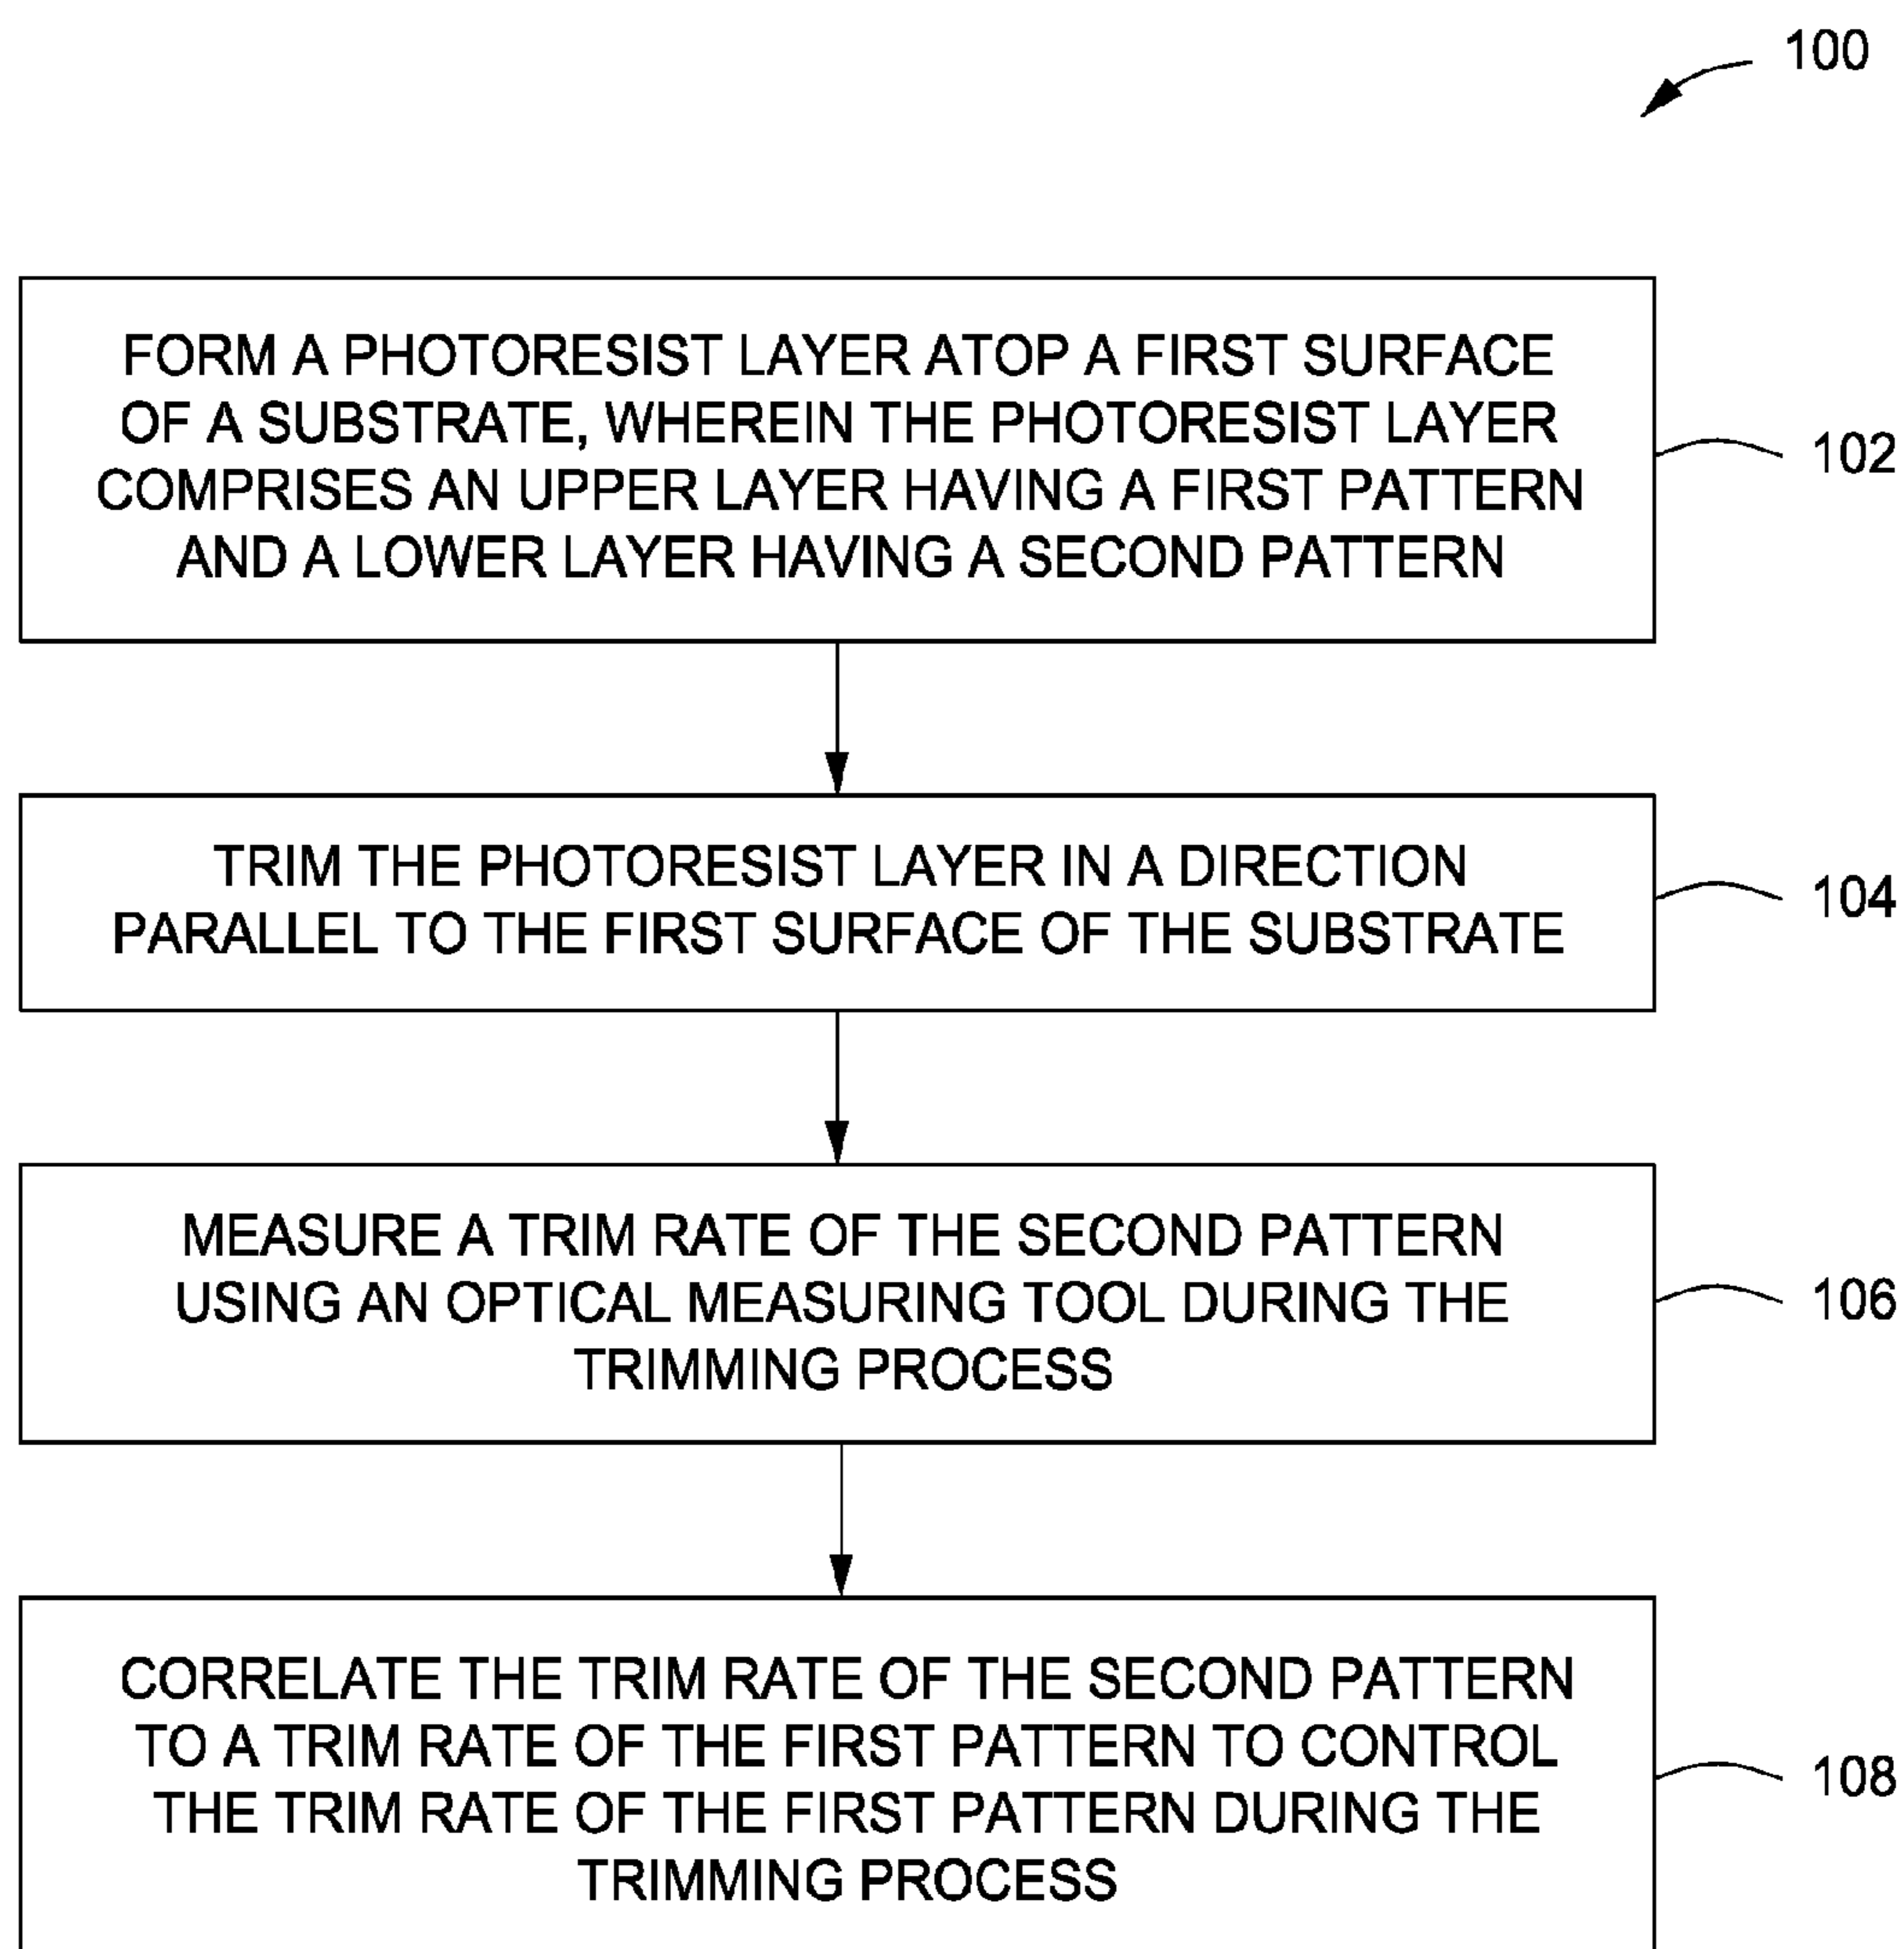 100
FORM A PHOTORESIST LAYER ATOP A FIRST SURFACE
OF A SUBSTRATE, WHEREIN THE PHOTORESIST LAYER
COMPRISES AN UPPER LAYER HAVING A FIRST PATTERN
AND A LOWER LAYER HAVING A SECOND PATTERN
102
TRIM THE PHOTORESIST LAYER IN A DIRECTION
PARALLEL TO THE FIRST SURFACE OF THE SUBSTRATE
104
MEASURE A TRIM RATE OF THE SECOND PATTERN
USING AN OPTICAL MEASURING TOOL DURING THE
TRIMMING PROCESS
106
CORRELATE THE TRIM RATE OF THE SECOND PATTERN
TO A TRIM RATE OF THE FIRST PATTERN TO CONTROL
THE TRIM RATE OF THE FIRST PATTERN DURING THE
TRIMMING PROCESS
108